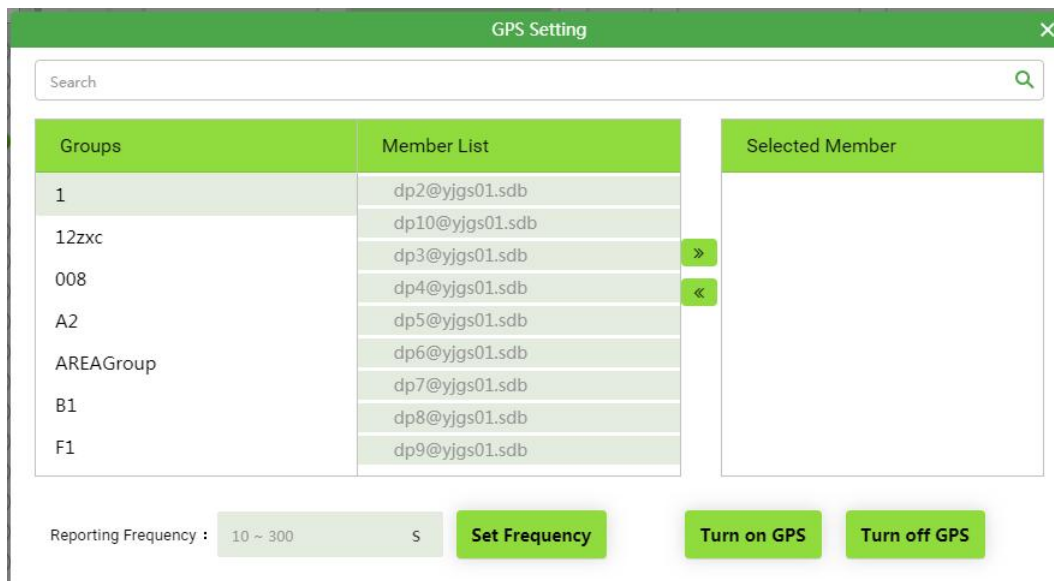 GPS Setting
Search
Groups
Member List
Selected Member
1
12zxc
008
A2
AREAGroup
B1
F1
dp2@yjgs01.sdb
dp10@yjgs01.sdb
dp3@yjgs01.sdb
dp4@yjgs01.sdb
dp5@yjgs01.sdb
dp6@yjgs01.sdb
dp7@yjgs01.sdb
dp8@yjgs01.sdb
dp9@yjgs01.sdb
Reporting Frequency : 10 ~ 300 S Set Frequency Turn on GPS Turn off GPS